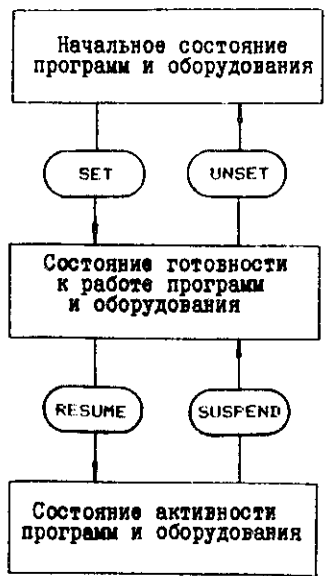 Начальное состояние
программ и оборудования
SET
UNSET
Состояние готовности
к работе программ
и оборудования
RESUME
SUSPEND
Состояние активности
программ и оборудования